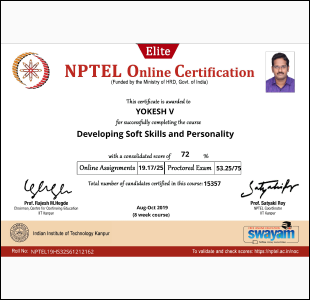 Elite
NPTEL Online Certification
(Funded by the Ministry of HRD, Govt. of India)
This certificate is awarded to
YOKESH V
for successfully completing the course
Developing Soft Skills and Personality
with a consolidated score of 72 %
Online Assignments 19.17/25 Proctored Exam 53.25/75
Total number of candidates certified in this course: 15357
Prof. Rajesh M.Hegde
Chairman, Centre for Continuing Education
IIT Kanpur
Aug-Oct 2019
(8 week course)
Prof. Satyaki Roy
NPTEL Coordinator
IIT Kanpur
Indian Institute of Technology Kanpur
swayam
Roll No: NPTEL19HS32S61212162
To validate and check scores: https://nptel.ac.in/noc